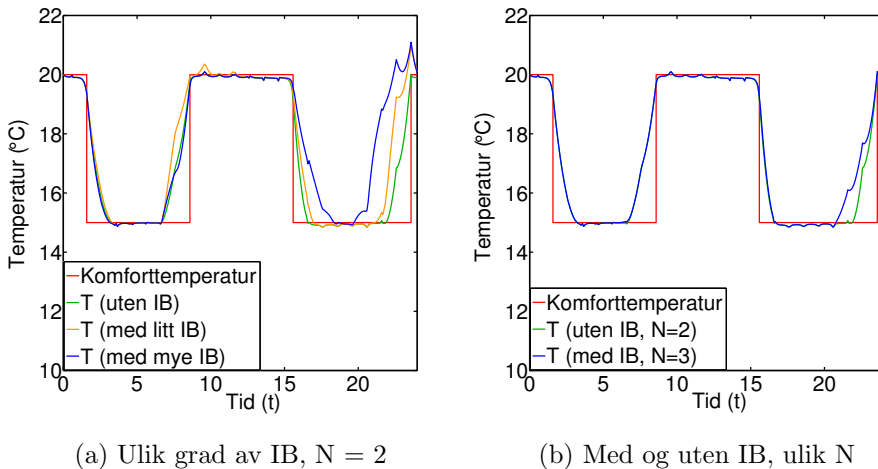 22
20
18
16
14
12
10
Temperatur (°C)
Komforttemperatur
T (uten IB)
T (med litt IB)
T (med mye IB)
0 5 10 15 20
Tid (t)
(a) Ulik grad av IB, N = 2
22
20
18
16
14
12
10
Temperatur (°C)
Komforttemperatur
T (uten IB, N=2)
T (med IB, N=3)
0 5 10 15 20
Tid (t)
(b) Med og uten IB, ulik N